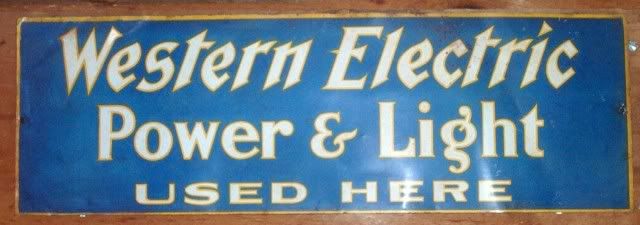 Western Electric
Power & Light
USED HERE